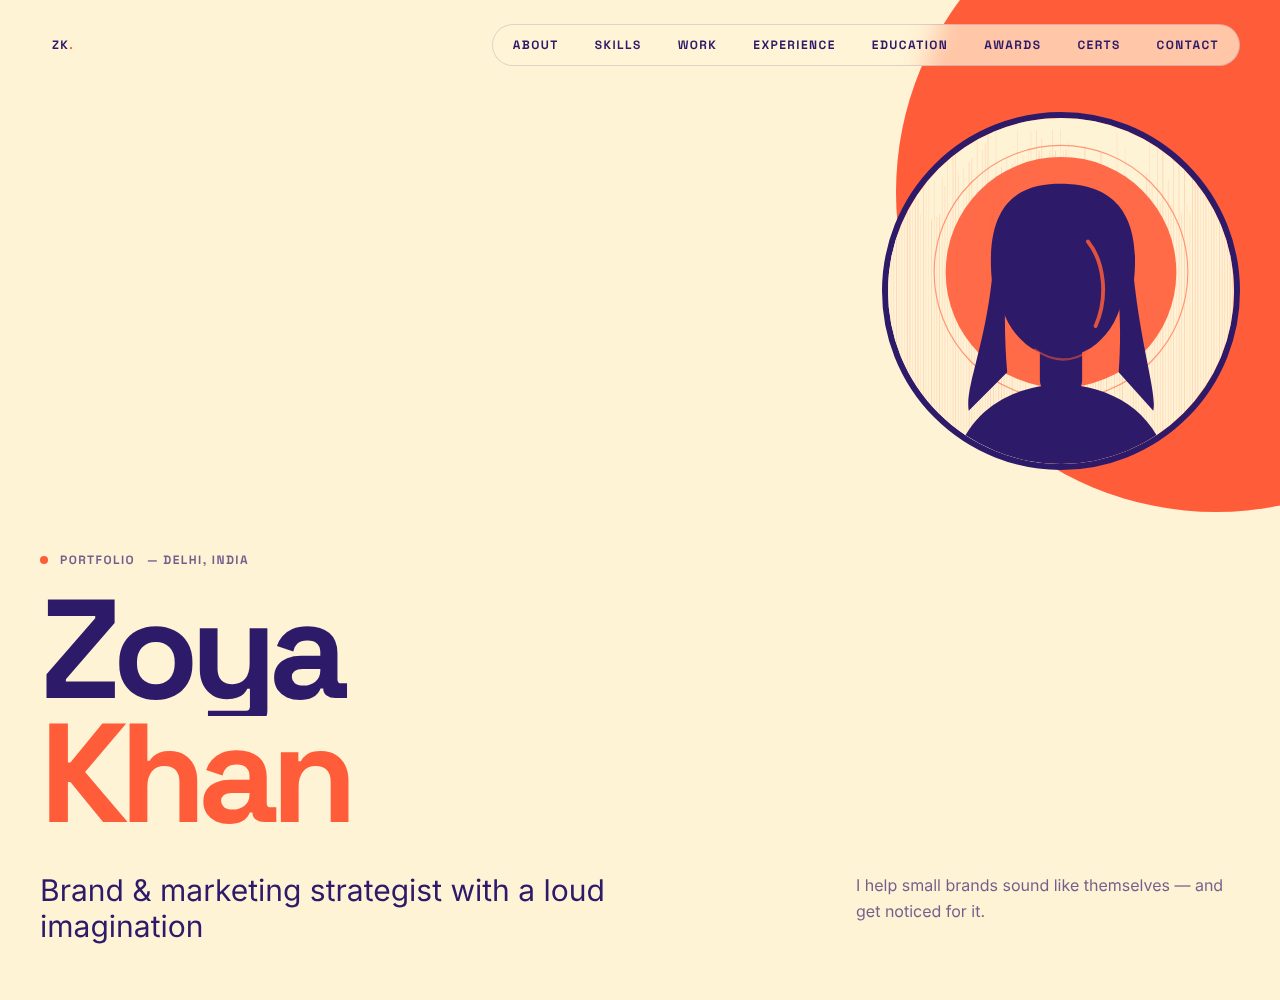 ZK.
ABOUT SKILLS WORK EXPERIENCE EDUCATION AWARDS CERTS CONTACT
PORTFOLIO — DELHI, INDIA
Zoya
Khan
Brand & marketing strategist with a loud
imagination
I help small brands sound like themselves — and
get noticed for it.